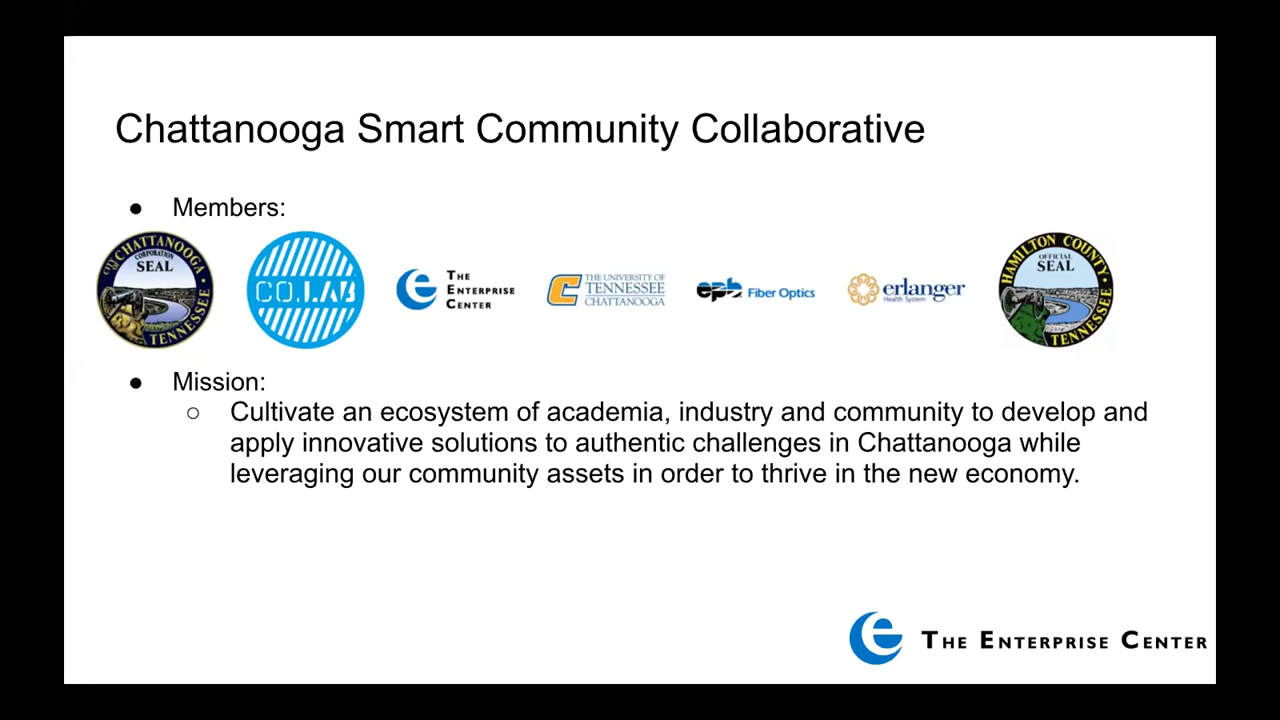 Chattanooga Smart Community Collaborative
● Members:
CITY OF CHATTANOOGA • TENNESSEE
CORPORATION
SEAL
CO.LAB
THE
ENTERPRISE
CENTER
THE UNIVERSITY OF
TENNESSEE
CHATTANOOGA
epb Fiber Optics
erlanger
Health System
HAMILTON COUNTY • TENNESSEE
OFFICIAL
SEAL
● Mission:
○ Cultivate an ecosystem of academia, industry and community to develop and
apply innovative solutions to authentic challenges in Chattanooga while
leveraging our community assets in order to thrive in the new economy.
THE ENTERPRISE CENTER